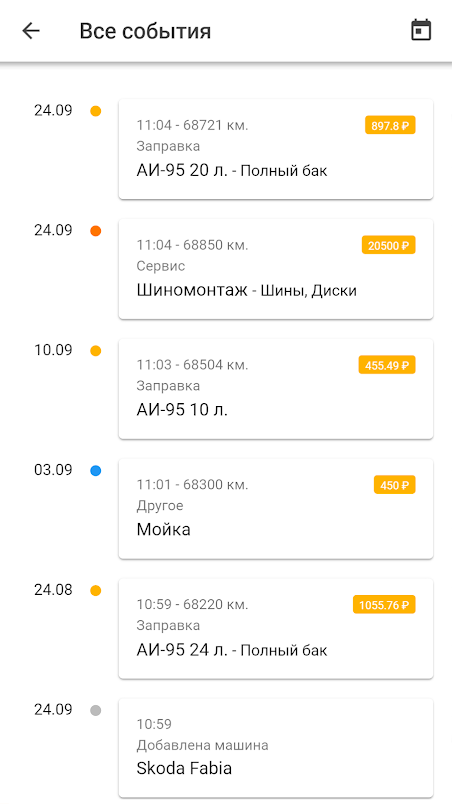 Все события
24.09
11:04 - 68721 км.
897.8 ₽
Заправка
АИ-95 20 л. - Полный бак
24.09
11:04 - 68850 км.
20500 ₽
Сервис
Шиномонтаж - Шины, Диски
10.09
11:03 - 68504 км.
455.49 ₽
Заправка
АИ-95 10 л.
03.09
11:01 - 68300 км.
450 ₽
Другое
Мойка
24.08
10:59 - 68220 км.
1055.76 ₽
Заправка
АИ-95 24 л. - Полный бак
24.09
10:59
Добавлена машина
Skoda Fabia